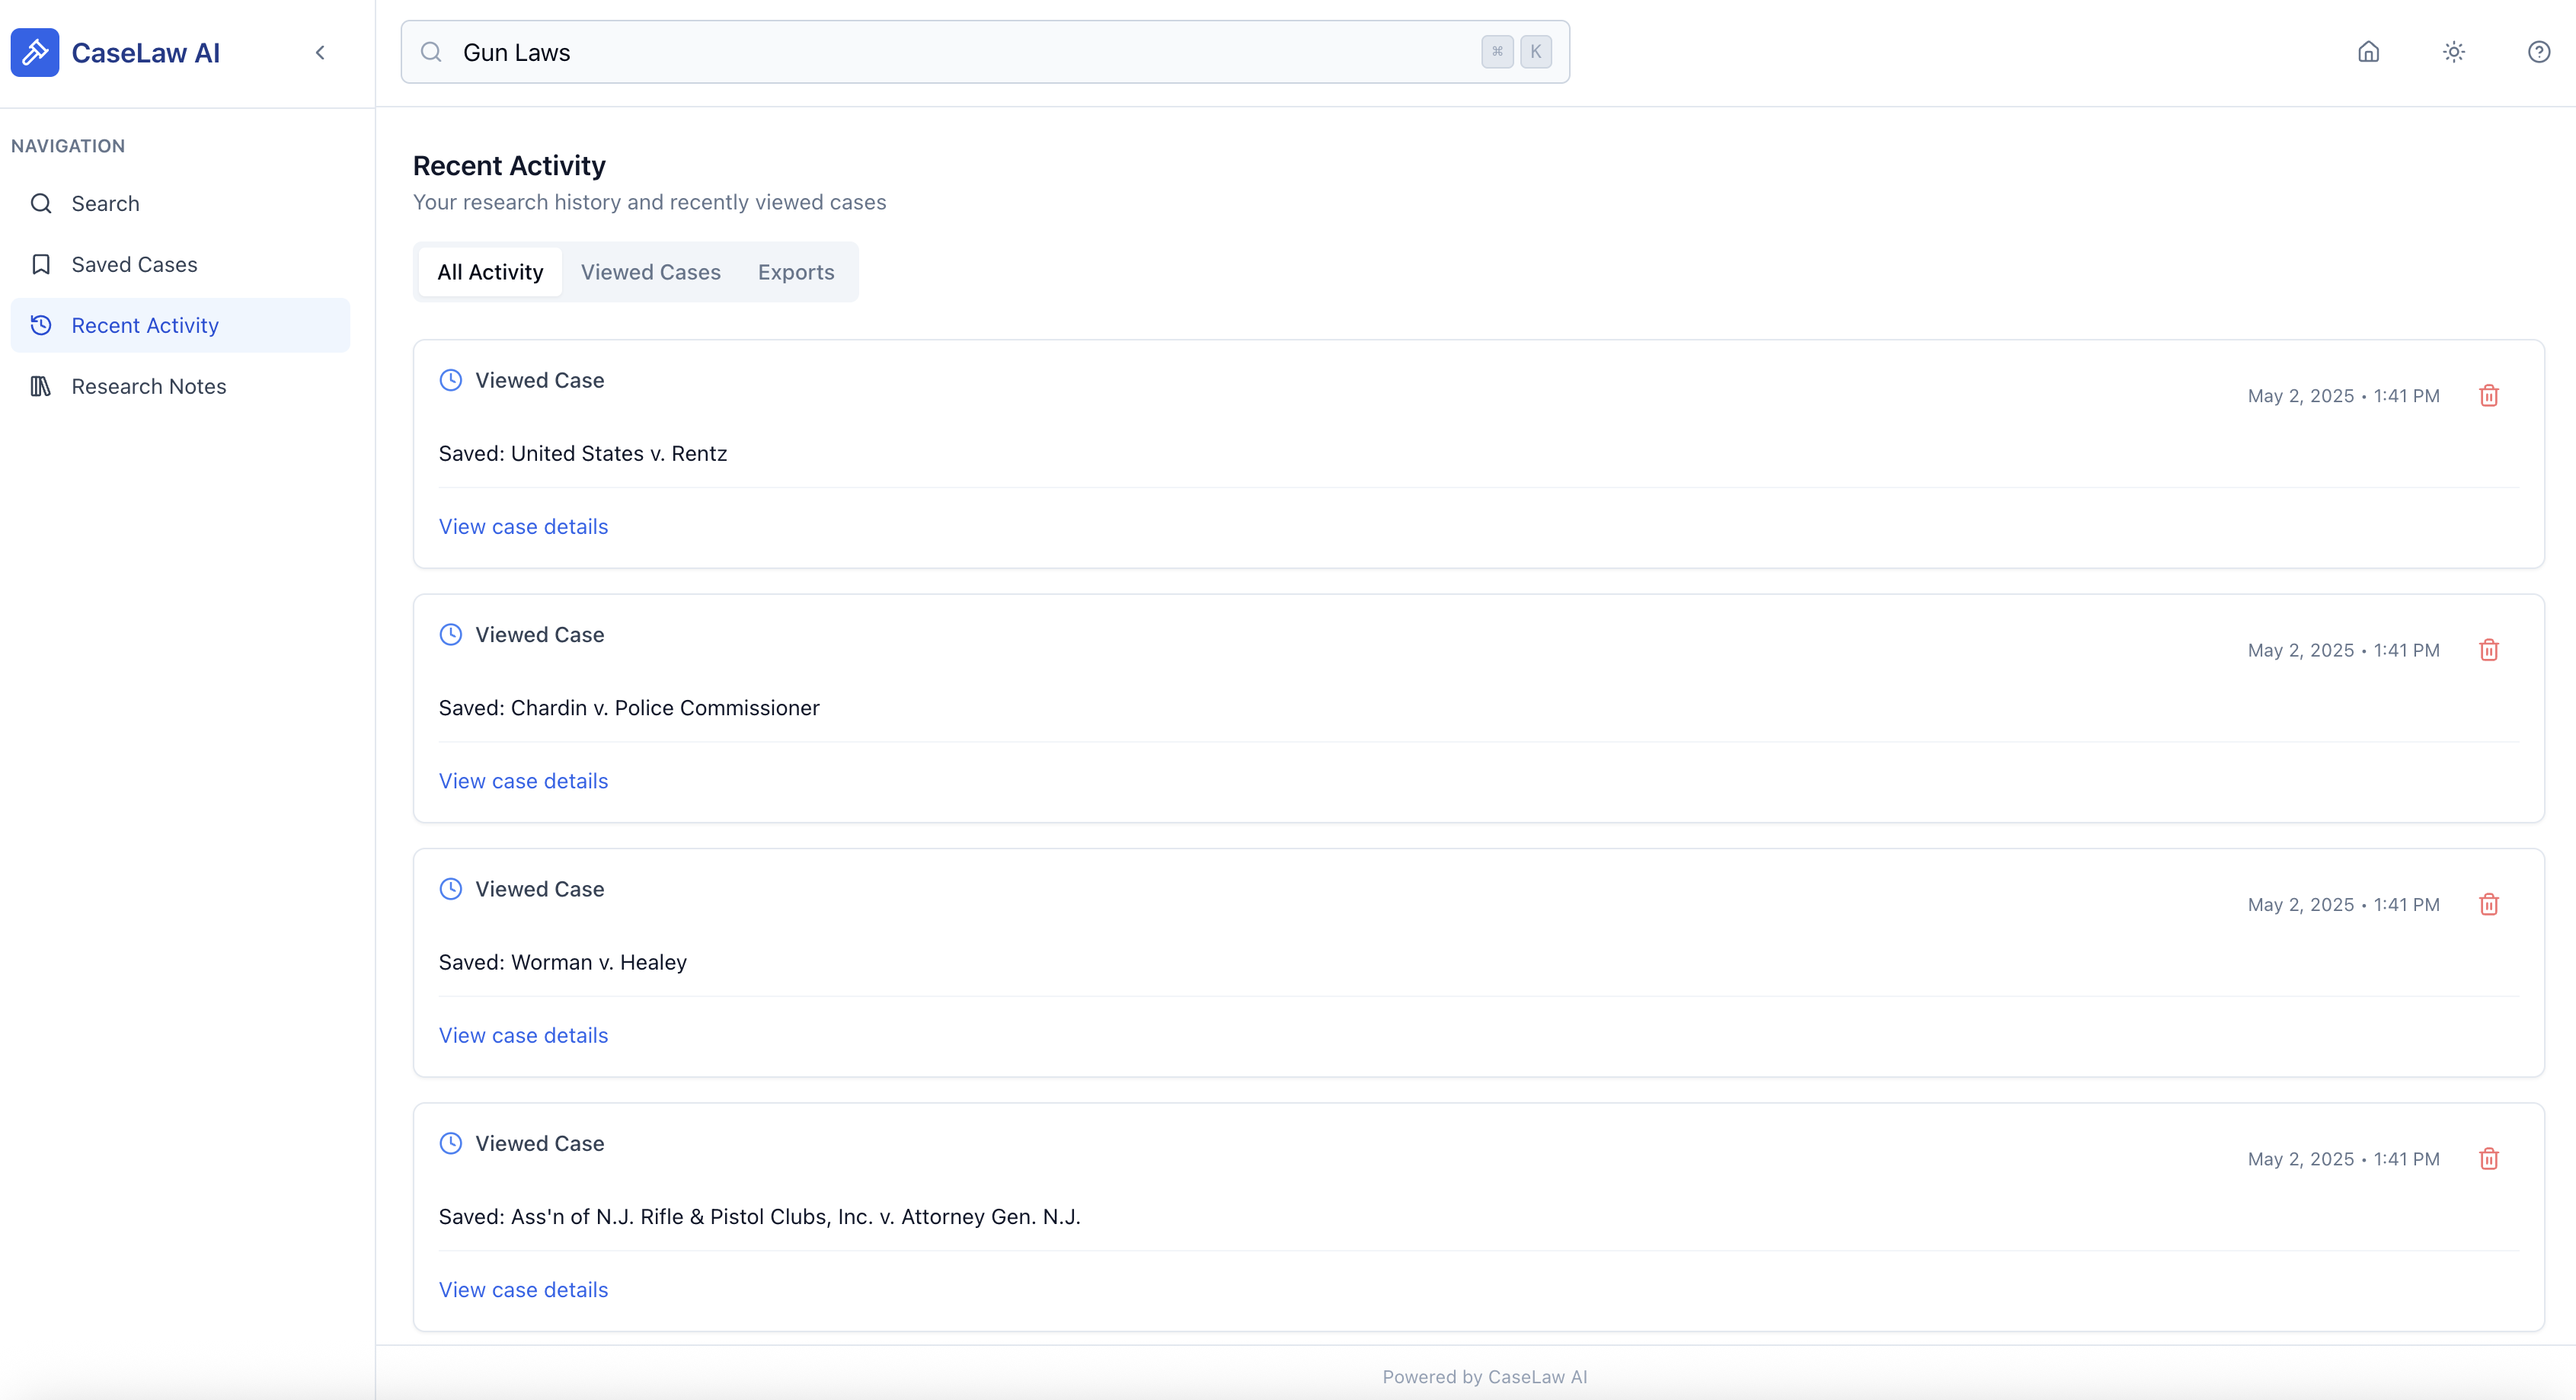 CaseLaw AI
Gun Laws
⌘ K
NAVIGATION
Search
Saved Cases
Recent Activity
Research Notes
Recent Activity
Your research history and recently viewed cases
All Activity Viewed Cases Exports
Viewed Case
May 2, 2025 • 1:41 PM
Saved: United States v. Rentz
View case details
Viewed Case
May 2, 2025 • 1:41 PM
Saved: Chardin v. Police Commissioner
View case details
Viewed Case
May 2, 2025 • 1:41 PM
Saved: Worman v. Healey
View case details
Viewed Case
May 2, 2025 • 1:41 PM
Saved: Ass'n of N.J. Rifle & Pistol Clubs, Inc. v. Attorney Gen. N.J.
View case details
Powered by CaseLaw AI